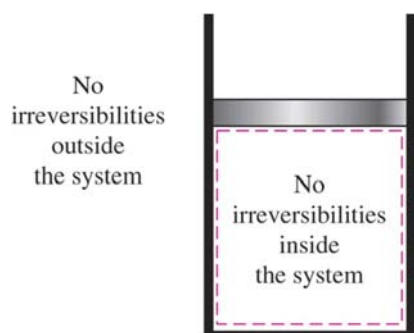 No
irreversibilities
outside
the system
No
irreversibilities
inside
the system